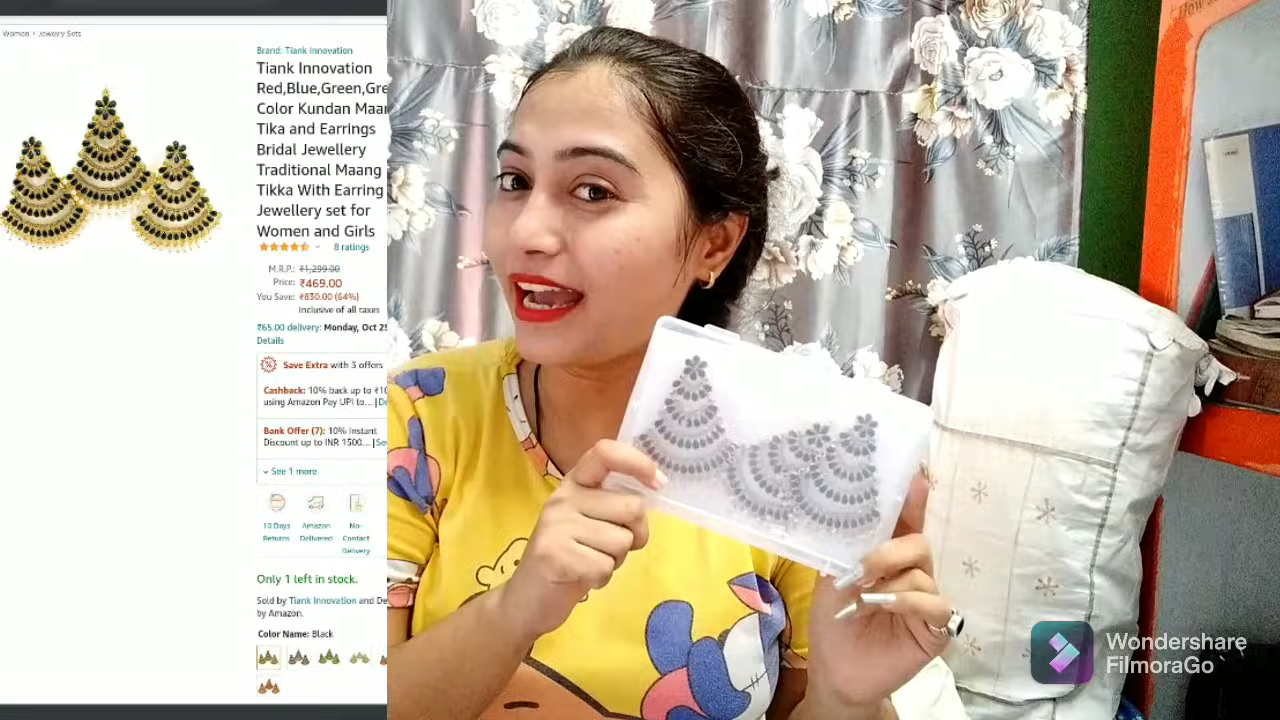 Women › Jewelry Sets
Brand: Tiank Innovation
Tiank Innovation
Red,Blue,Green,Gre
Color Kundan Maan
Tika and Earrings
Bridal Jewellery
Traditional Maang
Tikka With Earring
Jewellery set for
Women and Girls
8 ratings
M.R.P.: ₹1,299.00
Price: ₹469.00
You Save: ₹830.00 (64%)
Inclusive of all taxes
₹65.00 delivery: Monday, Oct 25
Details
Save Extra with 3 offers
Cashback: 10% back up to ₹10
using Amazon Pay UPI to... | De
Bank Offer (7): 10% Instant
Discount up to INR 1500... | Se
See 1 more
10 Days
Returns
Amazon
Delivered
No-
Contact
Delivery
Only 1 left in stock.
Sold by Tiank Innovation and De
by Amazon.
Color Name: Black
How
Wondershare
FilmoraGo